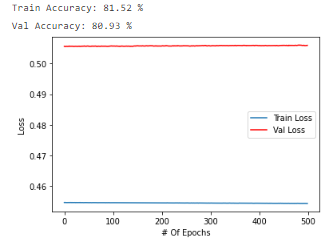 Train Accuracy: 81.52 %
Val Accuracy: 80.93 %
0.50
0.49
0.48
0.47
0.46
Loss
Train Loss
Val Loss
0 100 200 300 400 500
# Of Epochs